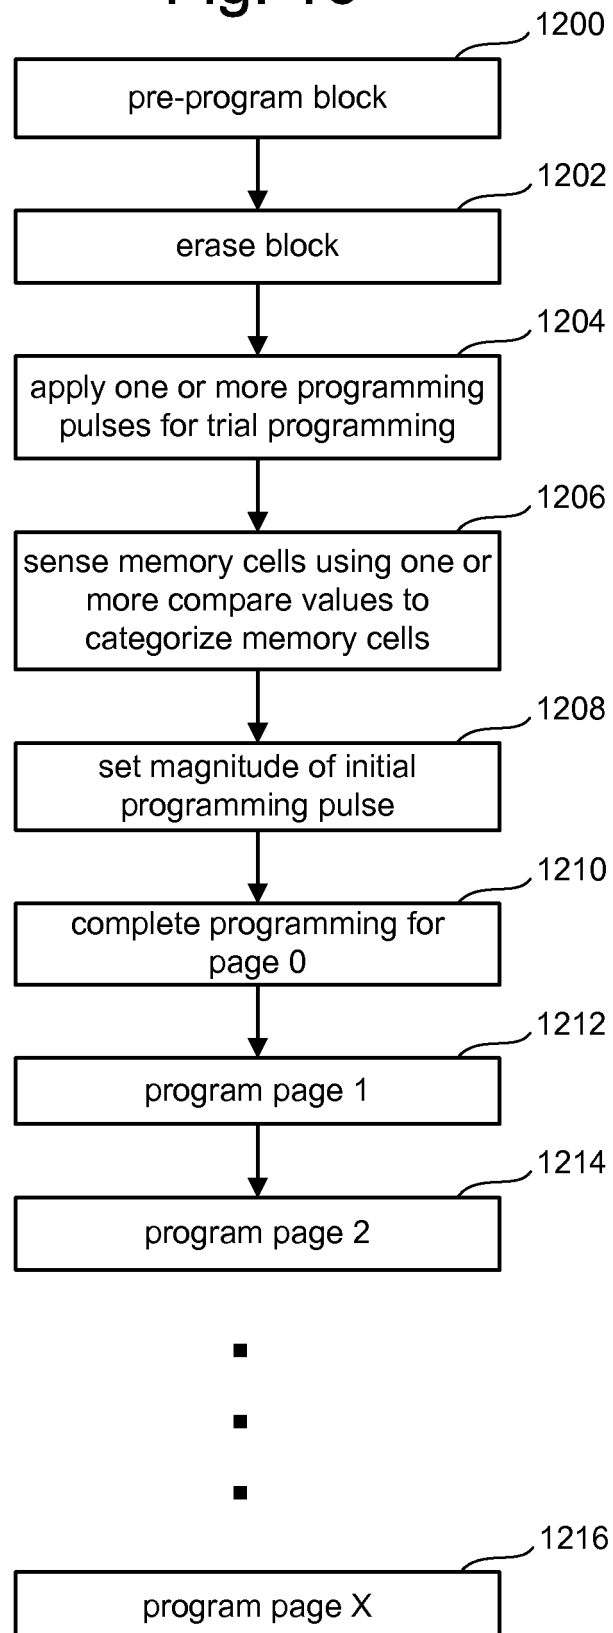 1200
pre-program block
1202
erase block
1204
apply one or more programming
pulses for trial programming
1206
sense memory cells using one or
more compare values to
categorize memory cells
1208
set magnitude of initial
programming pulse
1210
complete programming for
page 0
1212
program page 1
1214
program page 2
1216
program page X